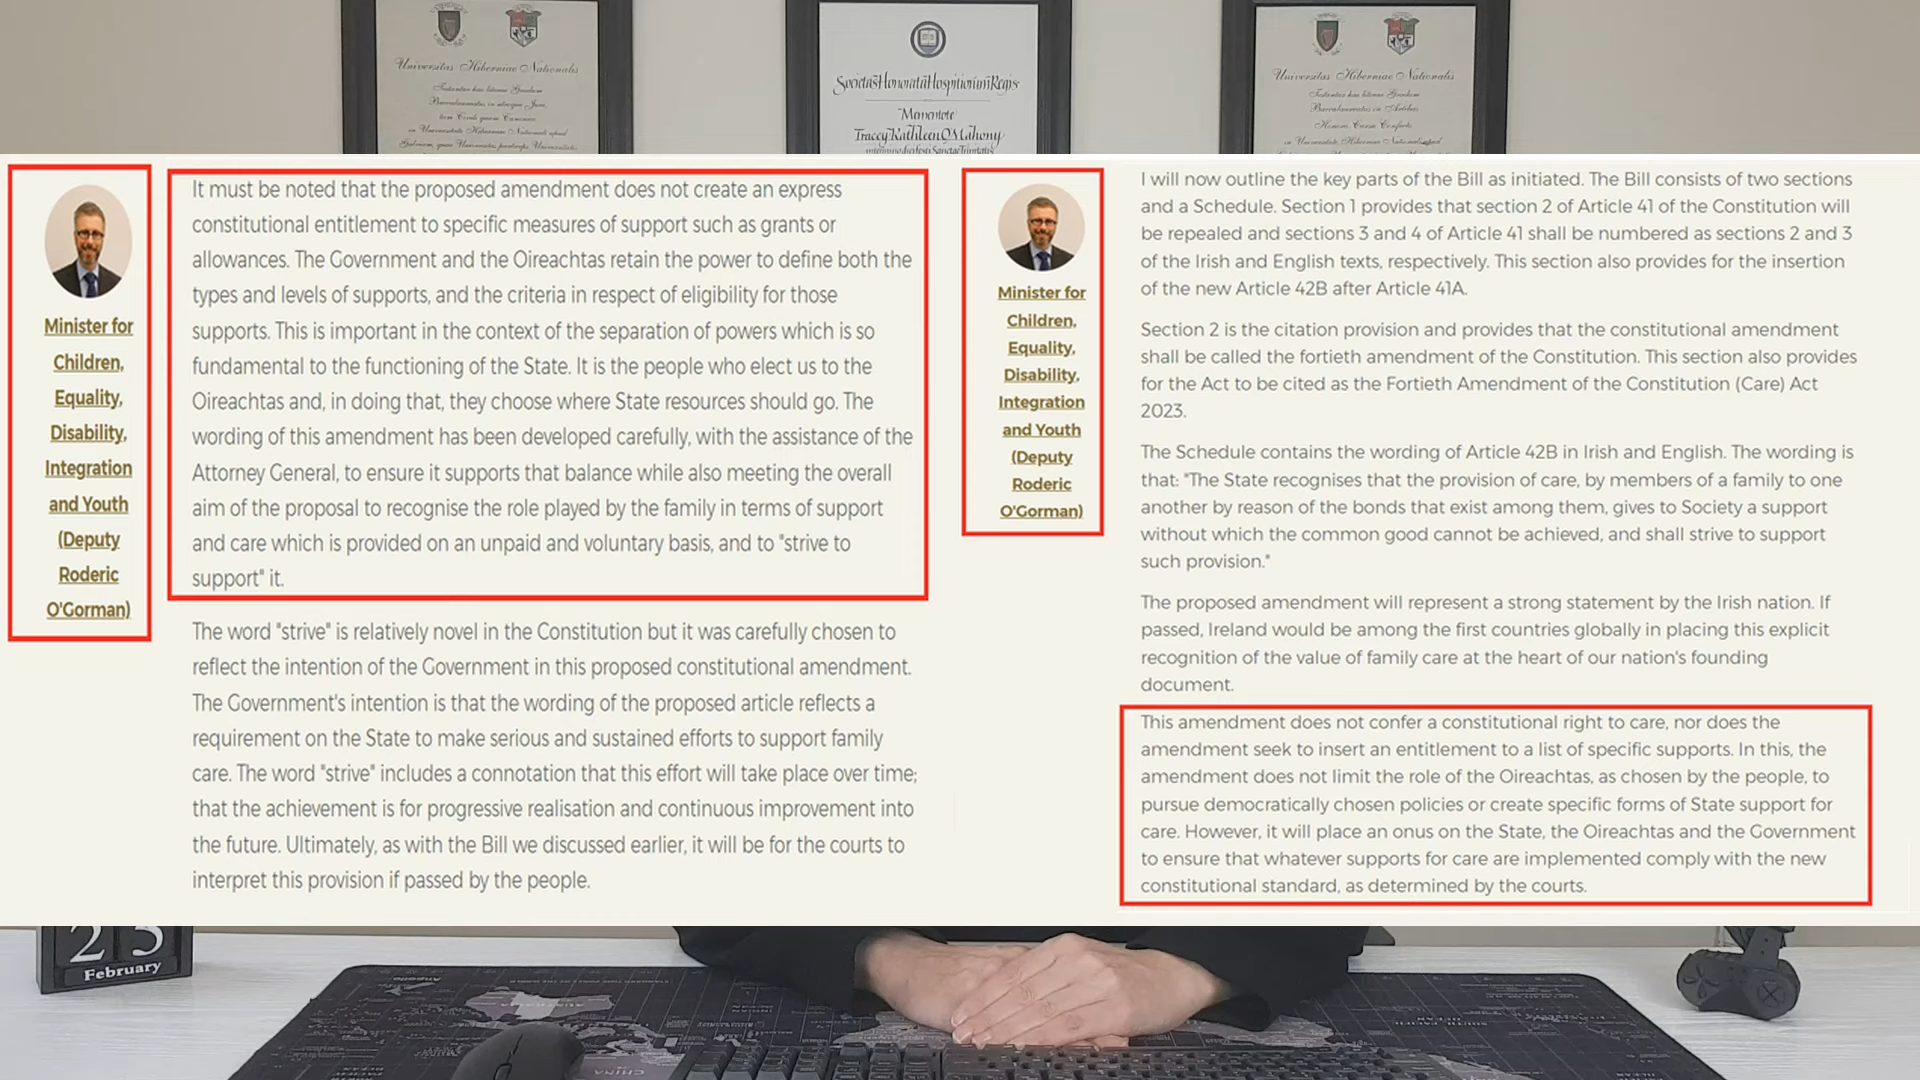 Universitas Hiberniae Nationalis
SocietasHonorataHospitiorumRegis
"Mementote"
TraceyKathleenO'Mahony
Universitas Hiberniae Nationalis
Minister for
Children,
Equality,
Disability,
Integration
and Youth
(Deputy
Roderic
O'Gorman)
It must be noted that the proposed amendment does not create an express
constitutional entitlement to specific measures of support such as grants or
allowances. The Government and the Oireachtas retain the power to define both the
types and levels of supports, and the criteria in respect of eligibility for those
supports. This is important in the context of the separation of powers which is so
fundamental to the functioning of the State. It is the people who elect us to the
Oireachtas and, in doing that, they choose where State resources should go. The
wording of this amendment has been developed carefully, with the assistance of the
Attorney General, to ensure it supports that balance while also meeting the overall
aim of the proposal to recognise the role played by the family in terms of support
and care which is provided on an unpaid and voluntary basis, and to "strive to
support" it.
The word "strive" is relatively novel in the Constitution but it was carefully chosen to
reflect the intention of the Government in this proposed constitutional amendment.
The Government's intention is that the wording of the proposed article reflects a
requirement on the State to make serious and sustained efforts to support family
care. The word "strive" includes a connotation that this effort will take place over time;
that the achievement is for progressive realisation and continuous improvement into
the future. Ultimately, as with the Bill we discussed earlier, it will be for the courts to
interpret this provision if passed by the people.
Minister for
Children,
Equality,
Disability,
Integration
and Youth
(Deputy
Roderic
O'Gorman)
I will now outline the key parts of the Bill as initiated. The Bill consists of two sections
and a Schedule. Section 1 provides that section 2 of Article 41 of the Constitution will
be repealed and sections 3 and 4 of Article 41 shall be numbered as sections 2 and 3
of the Irish and English texts, respectively. This section also provides for the insertion
of the new Article 42B after Article 41A.
Section 2 is the citation provision and provides that the constitutional amendment
shall be called the fortieth amendment of the Constitution. This section also provides
for the Act to be cited as the Fortieth Amendment of the Constitution (Care) Act
2023.
The Schedule contains the wording of Article 42B in Irish and English. The wording is
that: "The State recognises that the provision of care, by members of a family to one
another by reason of the bonds that exist among them, gives to Society a support
without which the common good cannot be achieved, and shall strive to support
such provision."
The proposed amendment will represent a strong statement by the Irish nation. If
passed, Ireland would be among the first countries globally in placing this explicit
recognition of the value of family care at the heart of our nation's founding
document.
This amendment does not confer a constitutional right to care, nor does the
amendment seek to insert an entitlement to a list of specific supports. In this, the
amendment does not limit the role of the Oireachtas, as chosen by the people, to
pursue democratically chosen policies or create specific forms of State support for
care. However, it will place an onus on the State, the Oireachtas and the Government
to ensure that whatever supports for care are implemented comply with the new
constitutional standard, as determined by the courts.
February
CHINA